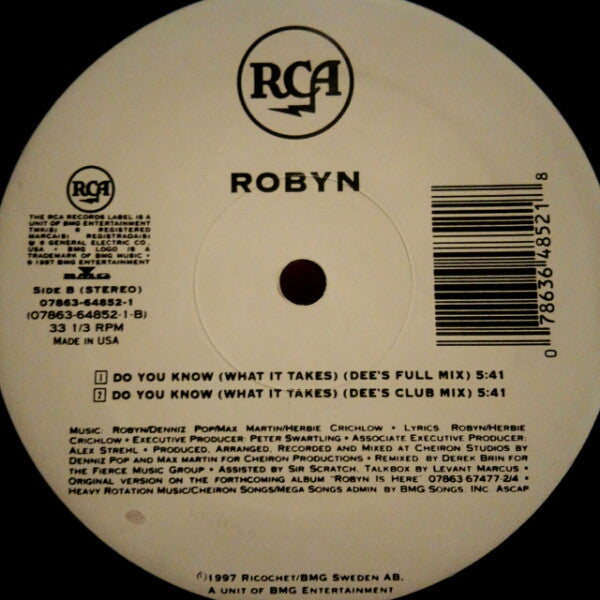 RCA
ROBYN
RCA
THE RCA RECORDS LABEL IS A
UNIT OF BMG ENTERTAINMENT
TMK(S) ® REGISTERED
MARCA(S) REGISTRADA(S)
® GENERAL ELECTRIC CO.,
USA • BMG LOGO IS A
TRADEMARK OF BMG MUSIC •
℗ 1997 BMG ENTERTAINMENT
BMG
SIDE B (STEREO)
07863-64852-1
(07863-64852-1-B)
33 1/3 RPM
MADE IN USA
0 78636 48521 8
1 DO YOU KNOW (WHAT IT TAKES) (DEE'S FULL MIX) 5:41
2 DO YOU KNOW (WHAT IT TAKES) (DEE'S CLUB MIX) 5:41
MUSIC: ROBYN/DENNIZ POP/MAX MARTIN/HERBIE CRICHLOW • LYRICS ROBYN/HERBIE
CRICHLOW • EXECUTIVE PRODUCER: PETER SWARTLING • ASSOCIATE EXECUTIVE PRODUCER:
ALEX STREHL • PRODUCED, ARRANGED, RECORDED AND MIXED AT CHEIRON STUDIOS BY
DENNIZ POP AND MAX MARTIN FOR CHEIRON PRODUCTIONS • REMIXED BY DEREK BRIN FOR
THE FIERCE MUSIC GROUP • ASSISTED BY SIR SCRATCH, TALKBOX BY LEVANT MARCUS •
ORIGINAL VERSION ON THE FORTHCOMING ALBUM "ROBYN IS HERE" 07863 67477-2/4 •
HEAVY ROTATION MUSIC/CHEIRON SONGS/MEGA SONGS ADMIN BY BMG SONGS, INC. ASCAP
℗1997 RICOCHET/BMG SWEDEN AB.
A UNIT OF BMG ENTERTAINMENT